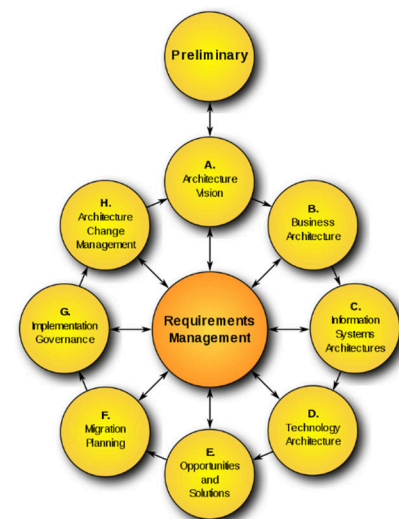 Preliminary
A.
Architecture
Vision
H.
Architecture
Change
Management
B.
Business
Architecture
G.
Implementation
Governance
Requirements
Management
C.
Information
Systems
Architectures
F.
Migration
Planning
D.
Technology
Architecture
E.
Opportunities
and
Solutions